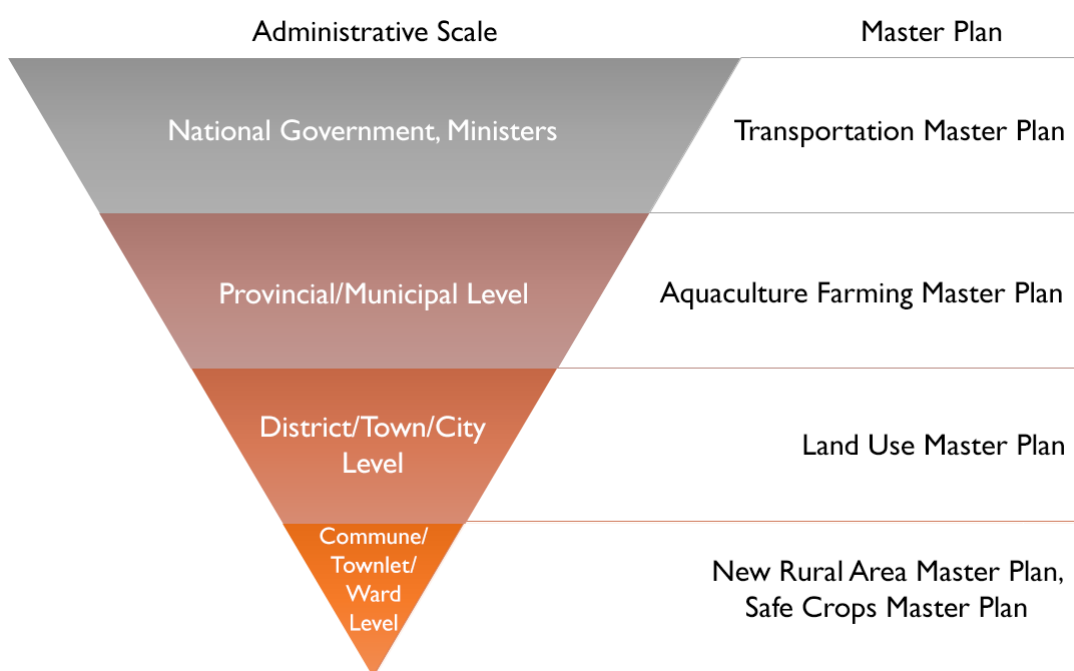 Administrative Scale
Master Plan
National Government, Ministers
Transportation Master Plan
Provincial/Municipal Level
Aquaculture Farming Master Plan
District/Town/City
Level
Land Use Master Plan
Commune/
Townlet/
Ward
Level
New Rural Area Master Plan,
Safe Crops Master Plan